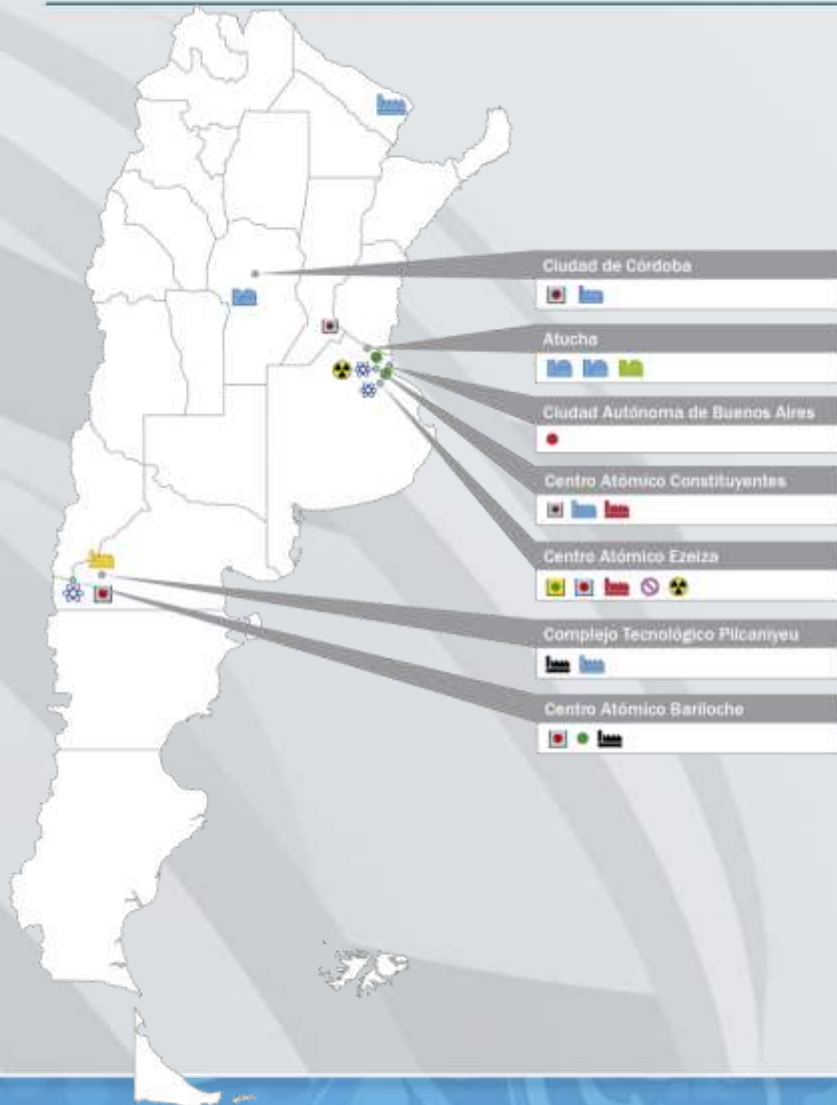 Ciudad de Córdoba
Atucha
Ciudad Autónoma de Buenos Aires
Centro Atómico Constituyentes
Centro Atómico Ezeiza
Complejo Tecnológico Pilcaniyeu
Centro Atómico Bariloche